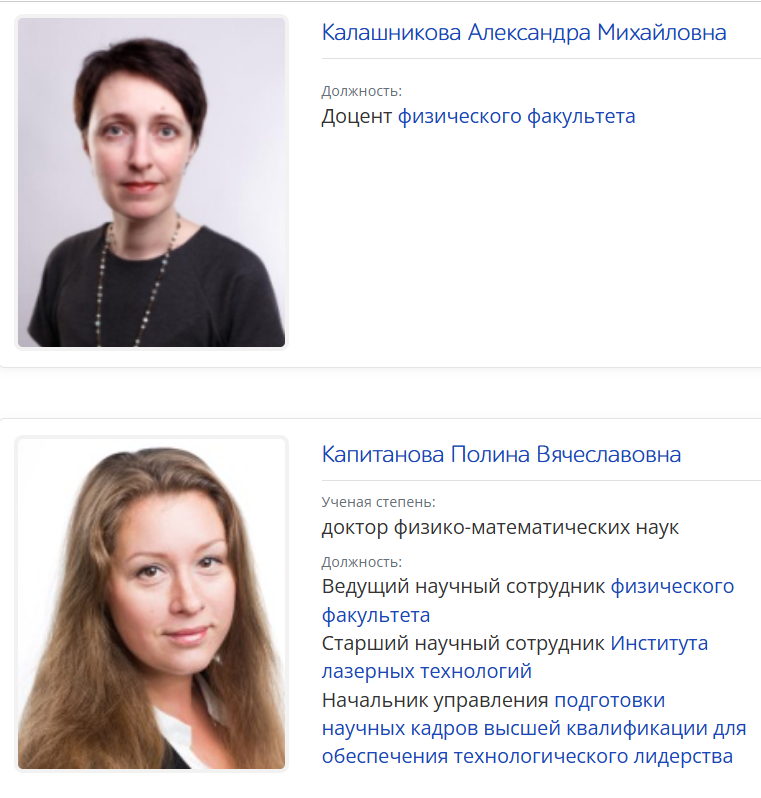 Калашникова Александра Михайловна
Должность:
Доцент физического факультета
Капитанова Полина Вячеславовна
Ученая степень:
доктор физико-математических наук
Должность:
Ведущий научный сотрудник физического
факультета
Старший научный сотрудник Института
лазерных технологий
Начальник управления подготовки
научных кадров высшей квалификации для
обеспечения технологического лидерства